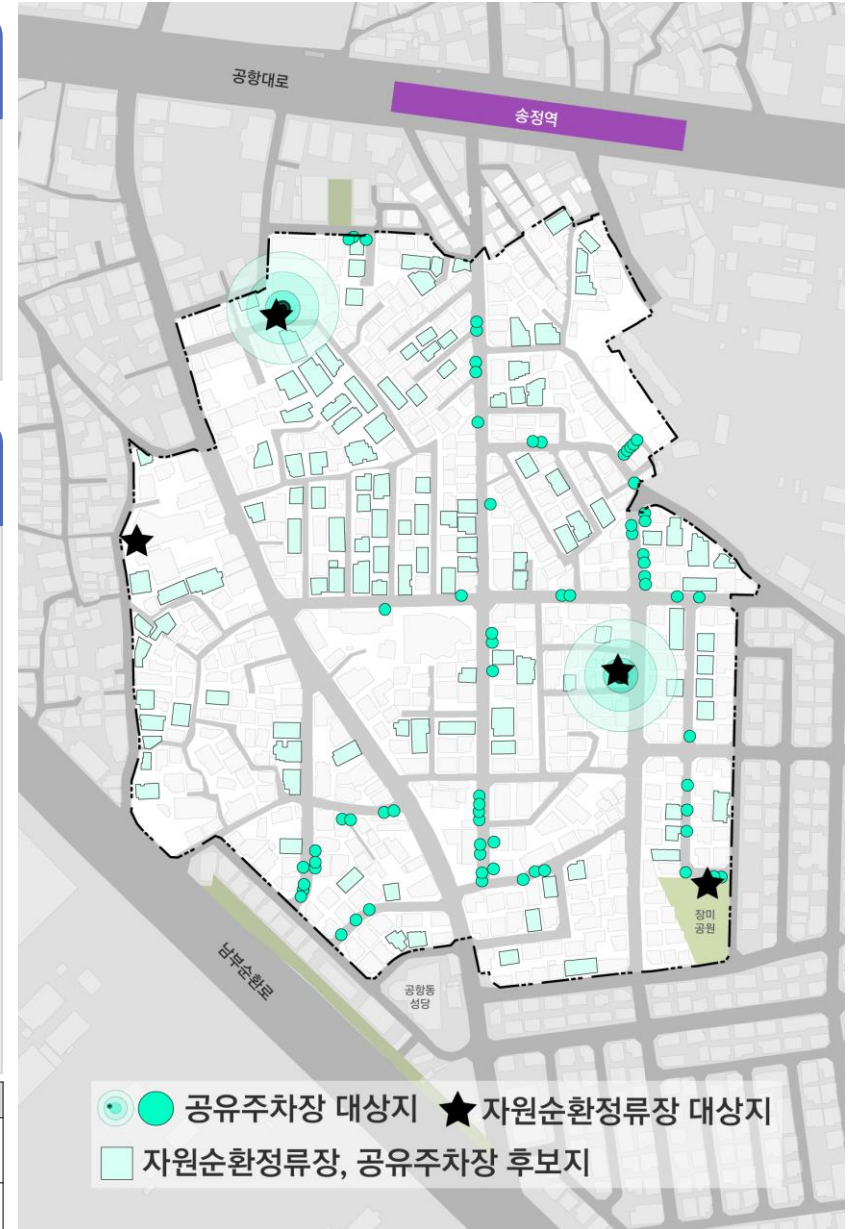 공항대로
송정역
장미
공원
남부순환로
공항동
성당
공유주차장 대상지
자원순환정류장 대상지
자원순환정류장, 공유주차장 후보지